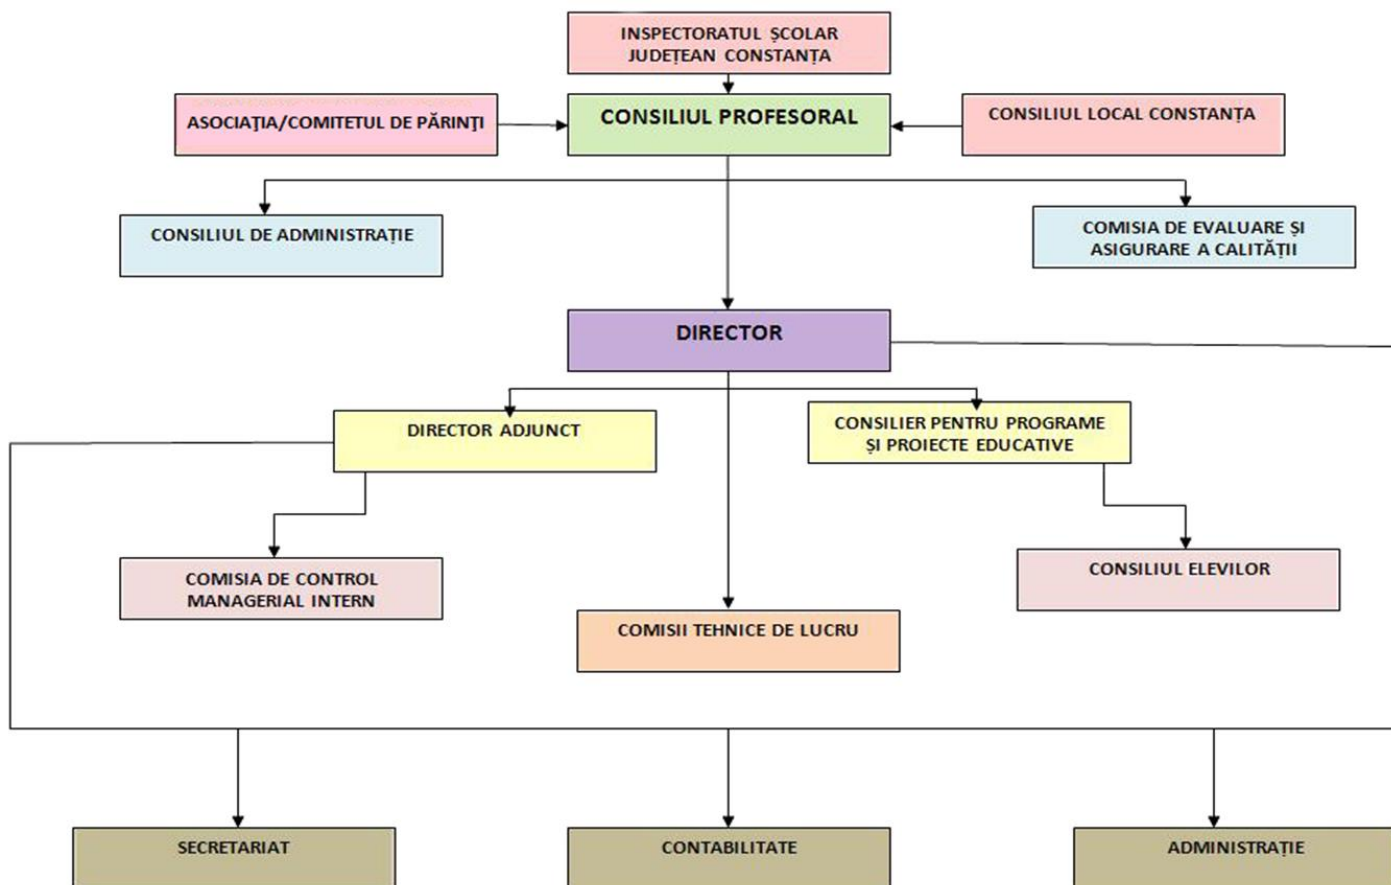 INSPECTORATUL ȘCOLAR
JUDEȚEAN CONSTANȚA
ASOCIAŢIA/COMITETUL DE PĂRINŢI
CONSILIUL PROFESORAL
CONSILIUL LOCAL CONSTANȚA
CONSILIUL DE ADMINISTRAȚIE
COMISIA DE EVALUARE ȘI
ASIGURARE A CALITĂȚII
DIRECTOR
DIRECTOR ADJUNCT
CONSILIER PENTRU PROGRAME
ȘI PROIECTE EDUCATIVE
COMISIA DE CONTROL
MANAGERIAL INTERN
CONSILIUL ELEVILOR
COMISII TEHNICE DE LUCRU
SECRETARIAT
CONTABILITATE
ADMINISTRAȚIE